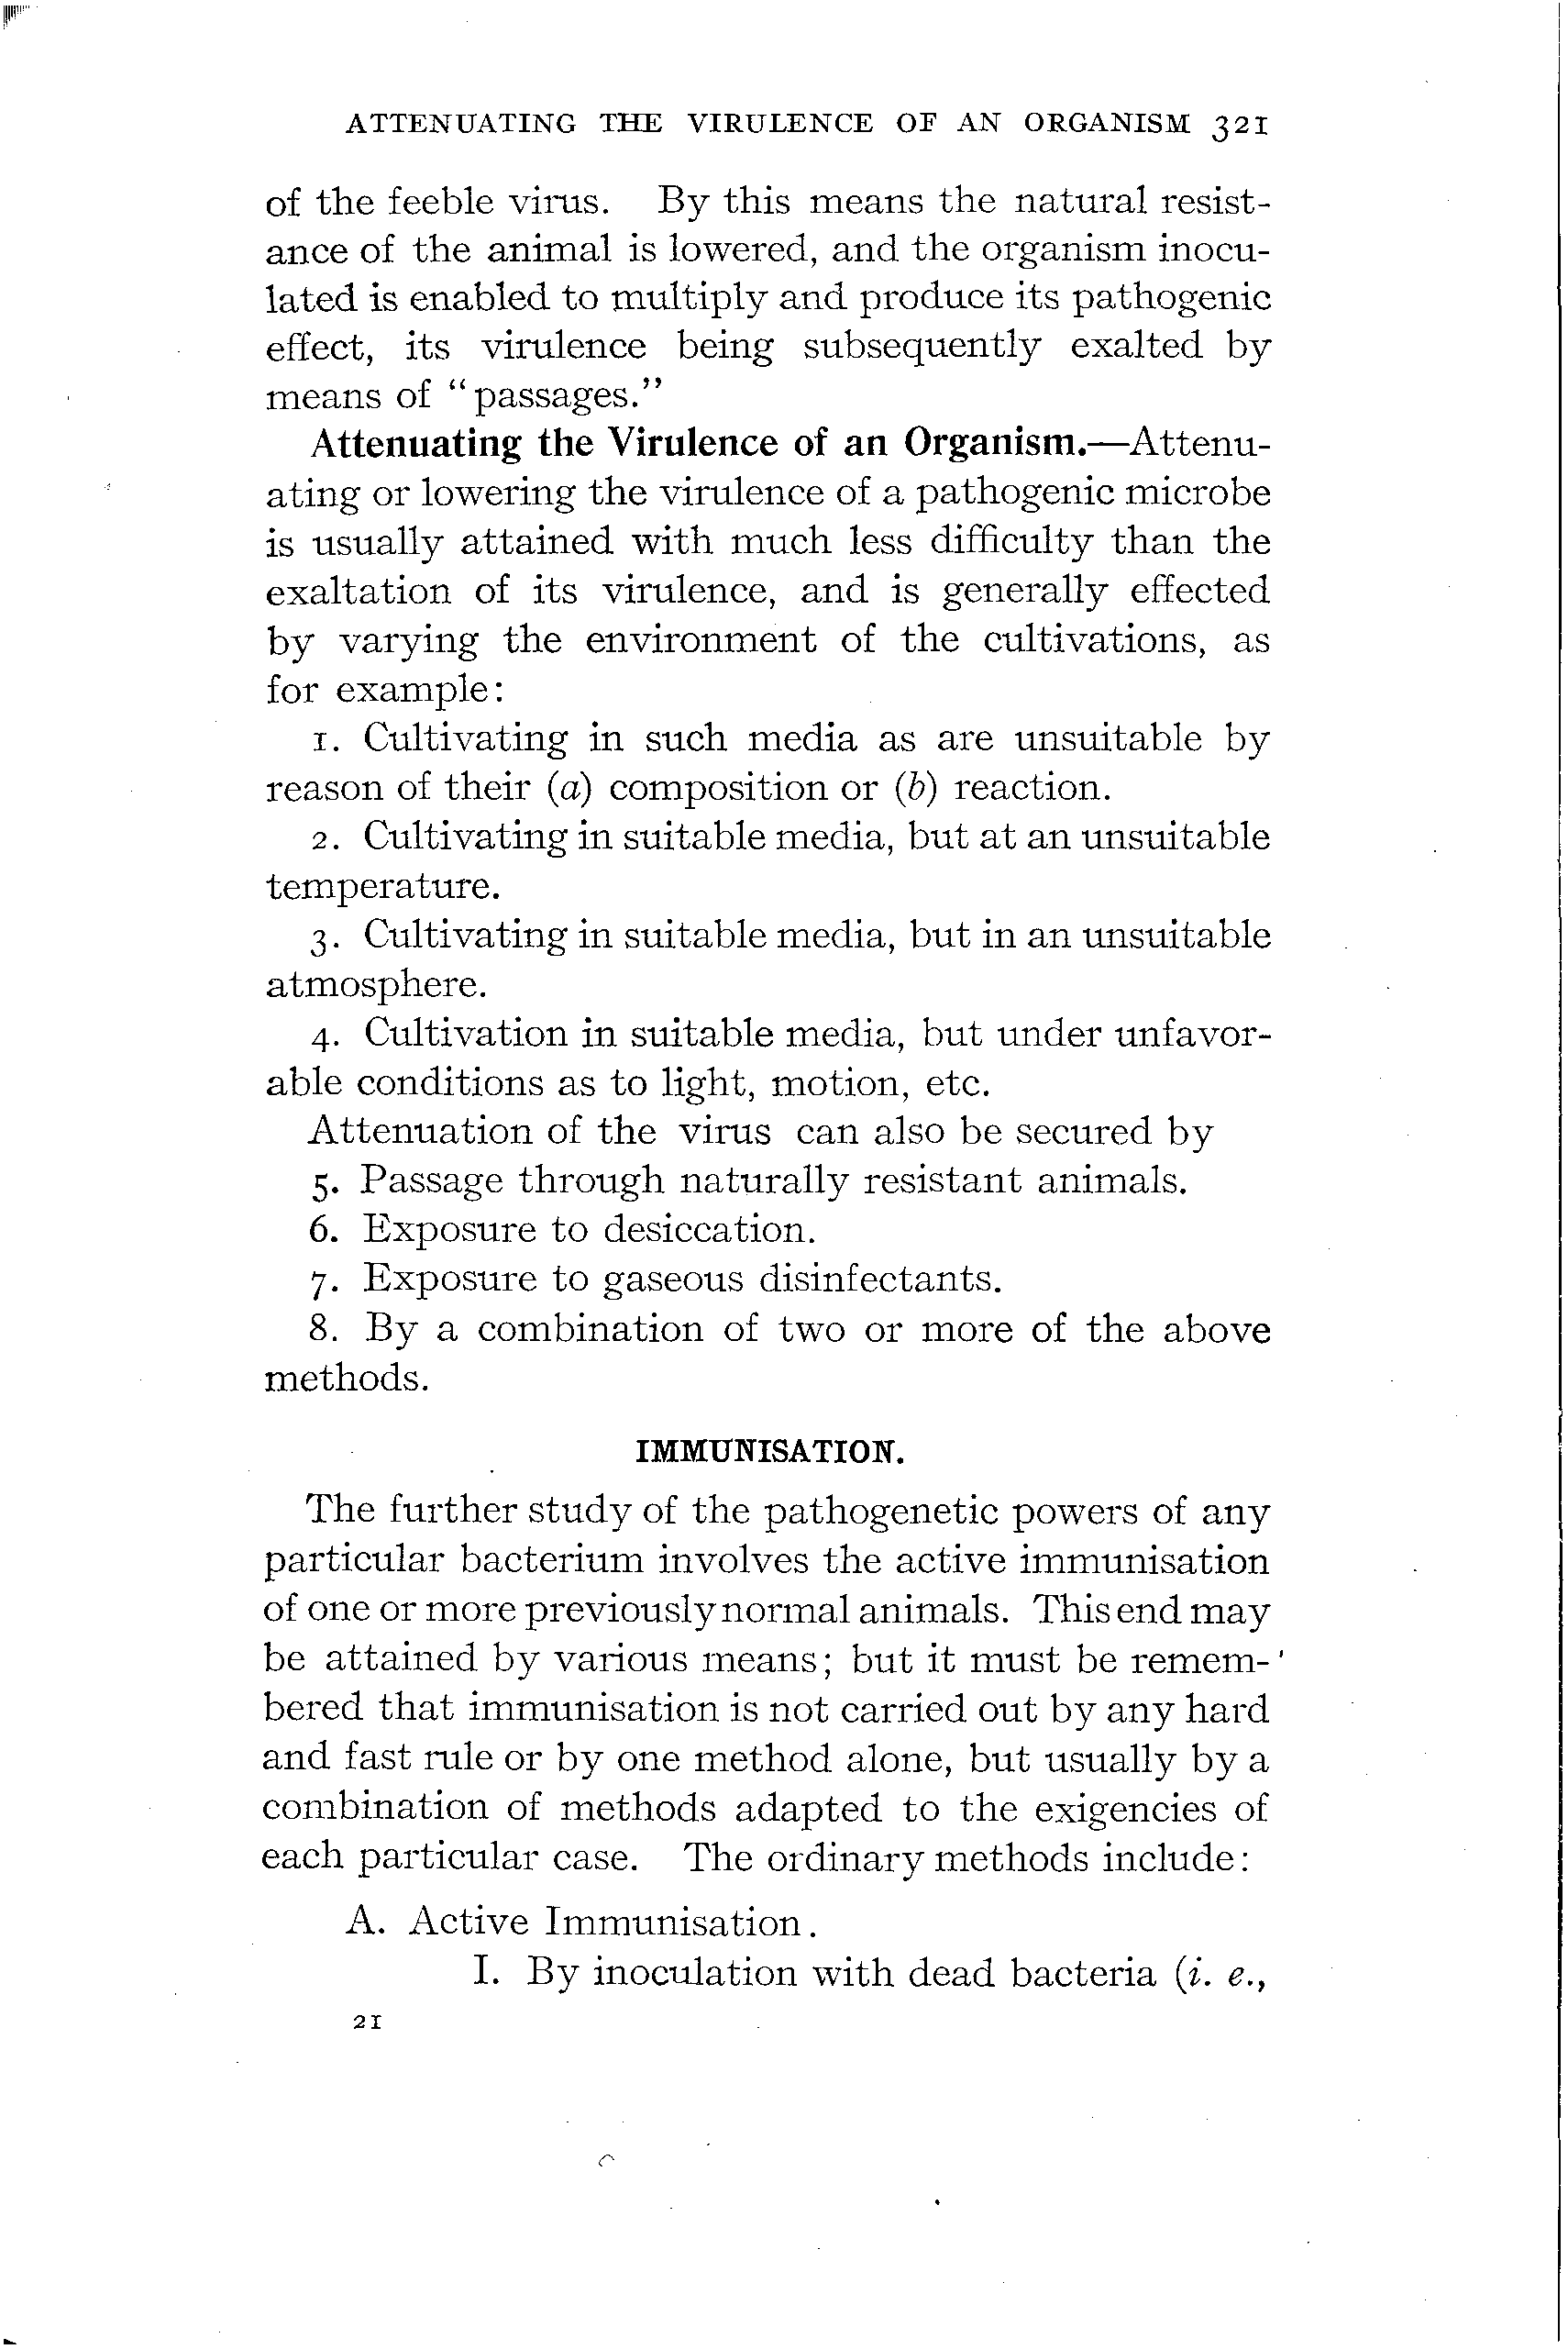 ATTENUATING THE VIRULENCE OF AN ORGANISM 321
of the feeble virus. By this means the natural resist-
ance of the animal is lowered, and the organism inocu-
lated is enabled to multiply and produce its pathogenic
effect, its virulence being subsequently exalted by
means of "passages."
Attenuating the Virulence of an Organism.—Attenu-
ating or lowering the virulence of a pathogenic microbe
is usually attained with much less difficulty than the
exaltation of its virulence, and is generally effected
by varying the environment of the cultivations, as
for example:
1. Cultivating in such media as are unsuitable by
reason of their (a) composition or (b) reaction.
2. Cultivating in suitable media, but at an unsuitable
temperature.
3. Cultivating in suitable media, but in an unsuitable
atmosphere.
4. Cultivation in suitable media, but under unfavor-
able conditions as to light, motion, etc.
Attenuation of the virus can also be secured by
5. Passage through naturally resistant animals.
6. Exposure to desiccation.
7. Exposure to gaseous disinfectants.
8. By a combination of two or more of the above
methods.
IMMUNISATION.
The further study of the pathogenetic powers of any
particular bacterium involves the active immunisation
of one or more previously normal animals. This end may
be attained by various means; but it must be remem-
bered that immunisation is not carried out by any hard
and fast rule or by one method alone, but usually by a
combination of methods adapted to the exigencies of
each particular case. The ordinary methods include:
A. Active Immunisation.
I. By inoculation with dead bacteria (i. e.,
21